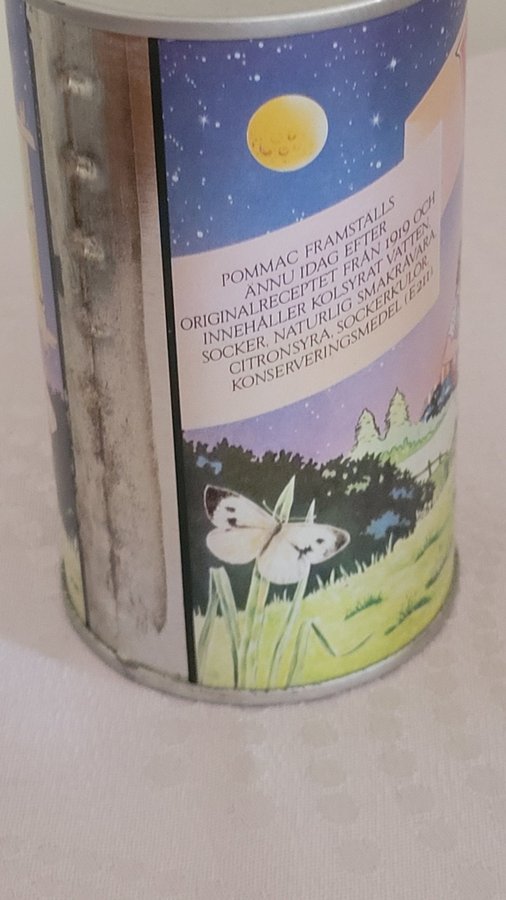 POMMAC FRAMSTÄLLS
ÄNNU IDAG EFTER
ORIGINALRECEPTET FRÅN 1919 OCH
INNEHÅLLER KOLSYRAT VATTEN,
SOCKER, NATURLIG SMAKRÅVARA,
CITRONSYRA, SOCKERKULÖR,
KONSERVERINGSMEDEL (E211).